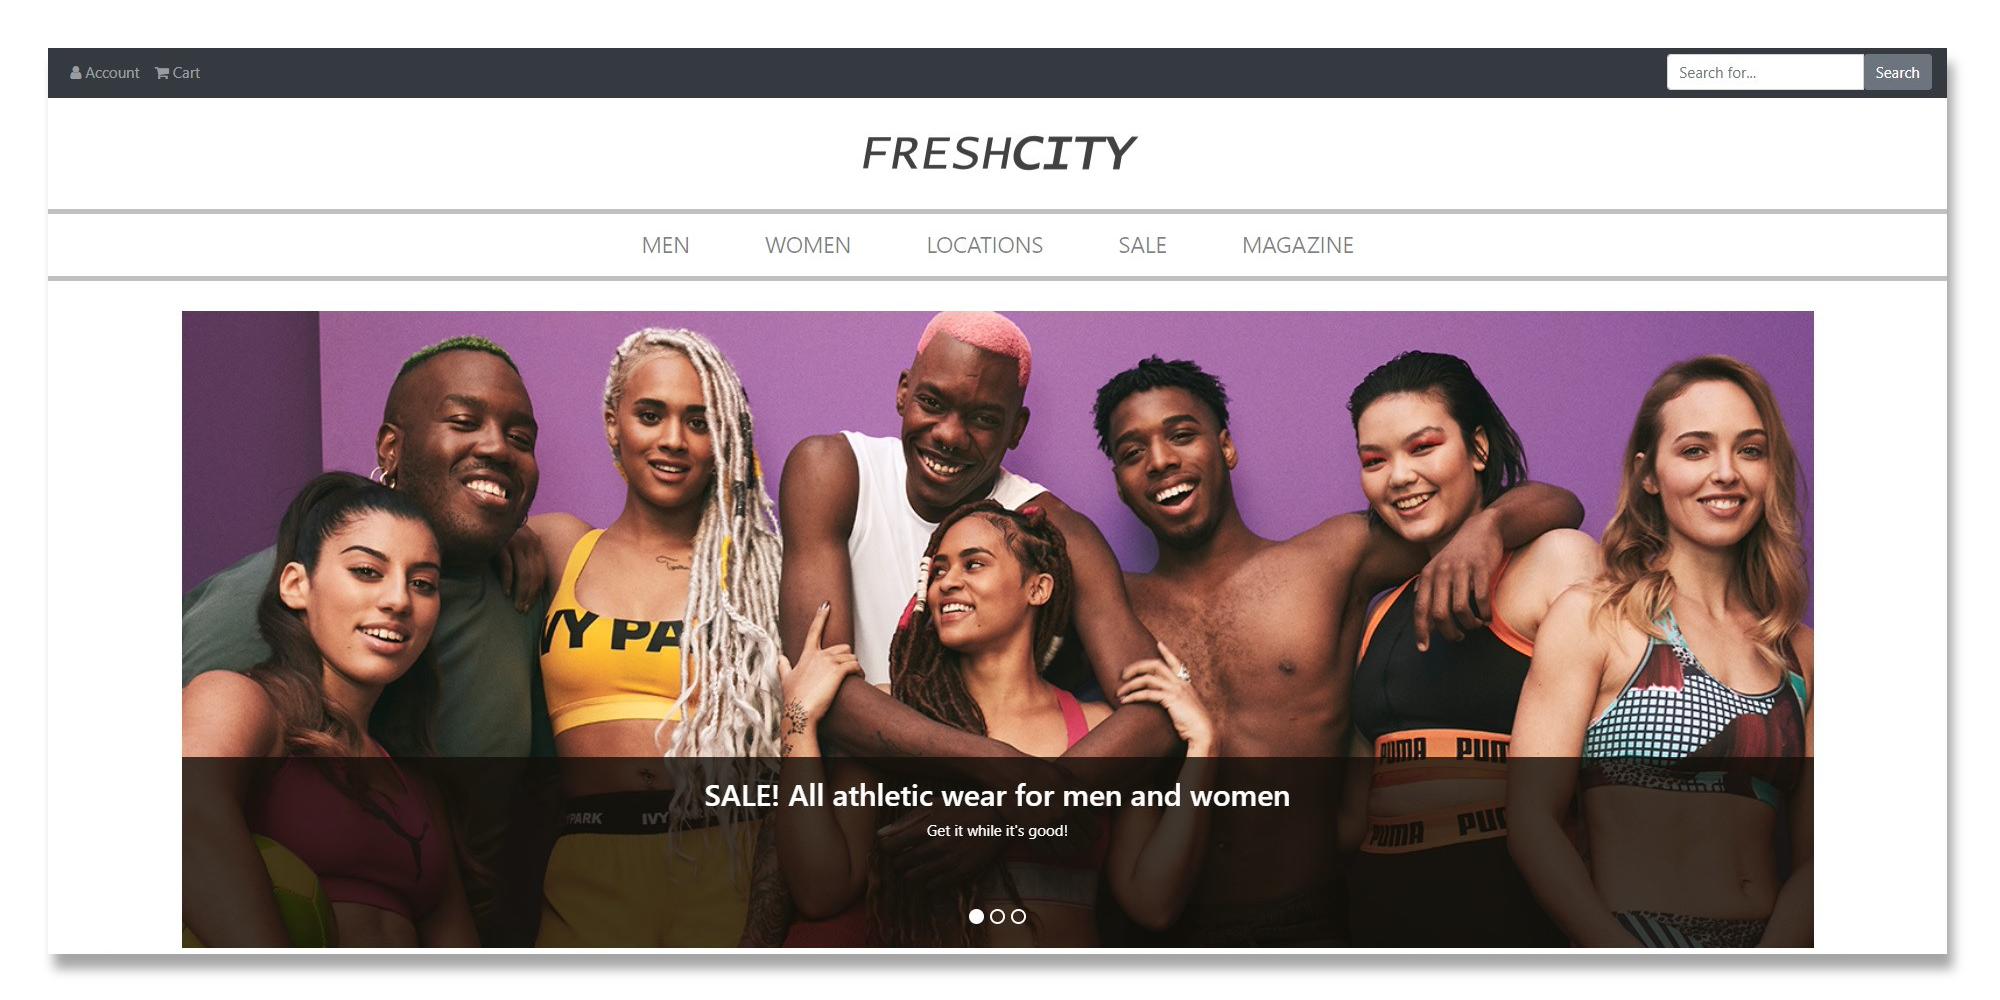 Account Cart Search for... Search
FRESHCITY
MEN WOMEN LOCATIONS SALE MAGAZINE
VY PA
PUMA PUM
SALE! All athletic wear for men and women
PARK IVY
PUMA PU
Get it while it's good!